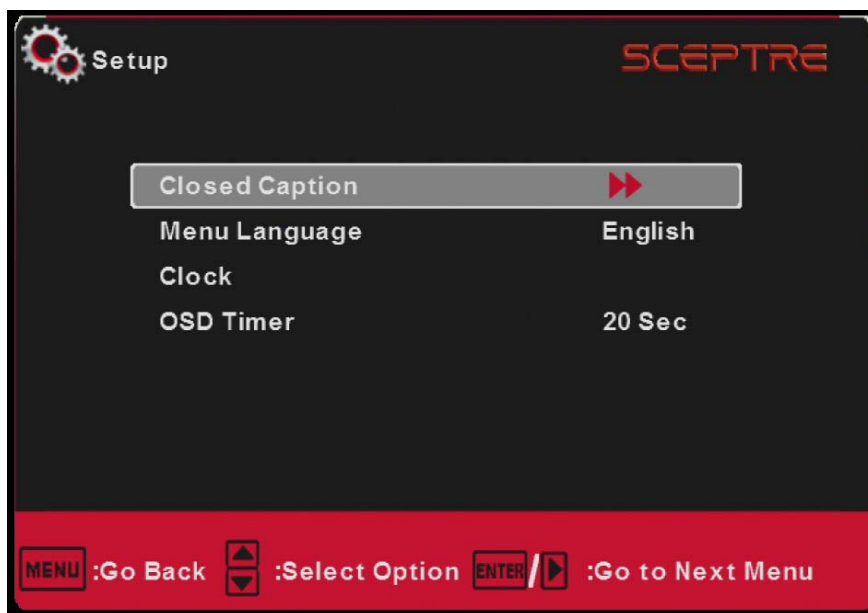 Setup
SCEPTRE
Closed Caption
Menu Language English
Clock
OSD Timer 20 Sec
MENU :Go Back :Select Option ENTER/ :Go to Next Menu